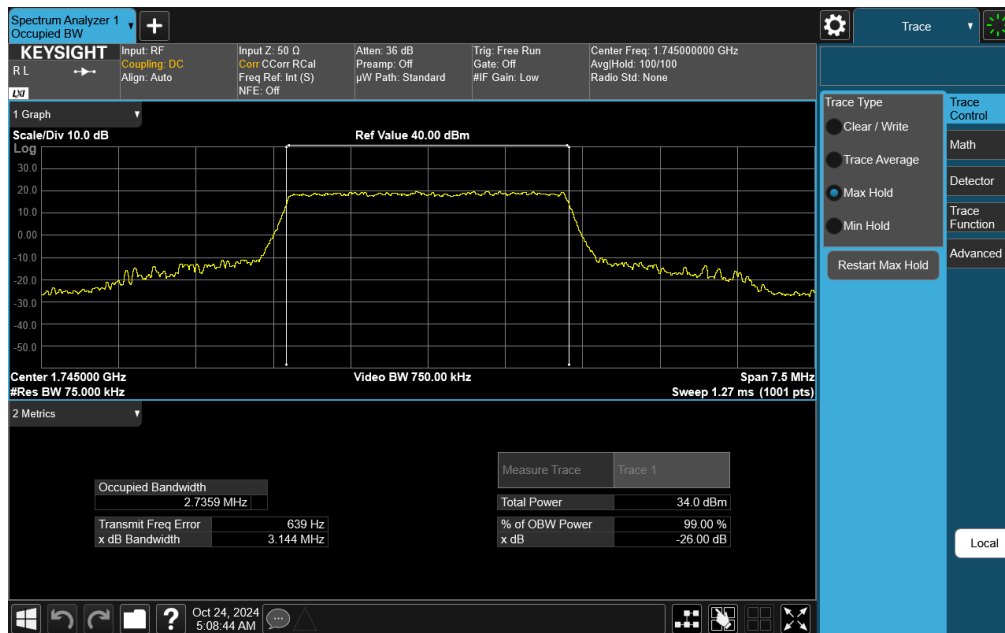 Spectrum Analyzer 1
Occupied BW
Trace
KEYSIGHT
R L
LXI
Input: RF
Coupling: DC
Align: Auto
Input Z: 50 Ω
Corr CCorr RCal
Freq Ref: Int (S)
NFE: Off
Atten: 36 dB
Preamp: Off
µW Path: Standard
Trig: Free Run
Gate: Off
#IF Gain: Low
Center Freq: 1.745000000 GHz
Avg|Hold: 100/100
Radio Std: None
1 Graph
Scale/Div 10.0 dB
Ref Value 40.00 dBm
Log
30.0
20.0
10.0
0.00
-10.0
-20.0
-30.0
-40.0
-50.0
Center 1.745000 GHz
Video BW 750.00 kHz
Span 7.5 MHz
#Res BW 75.000 kHz
Sweep 1.27 ms (1001 pts)
2 Metrics
Measure Trace
Trace 1
Occupied Bandwidth
2.7359 MHz
Total Power
34.0 dBm
Transmit Freq Error
639 Hz
% of OBW Power
99.00 %
x dB Bandwidth
3.144 MHz
x dB
-26.00 dB
Trace Type
Clear / Write
Trace Average
Max Hold
Min Hold
Restart Max Hold
Trace
Control
Math
Detector
Trace
Function
Advanced
Local
?
Oct 24, 2024
5:08:44 AM